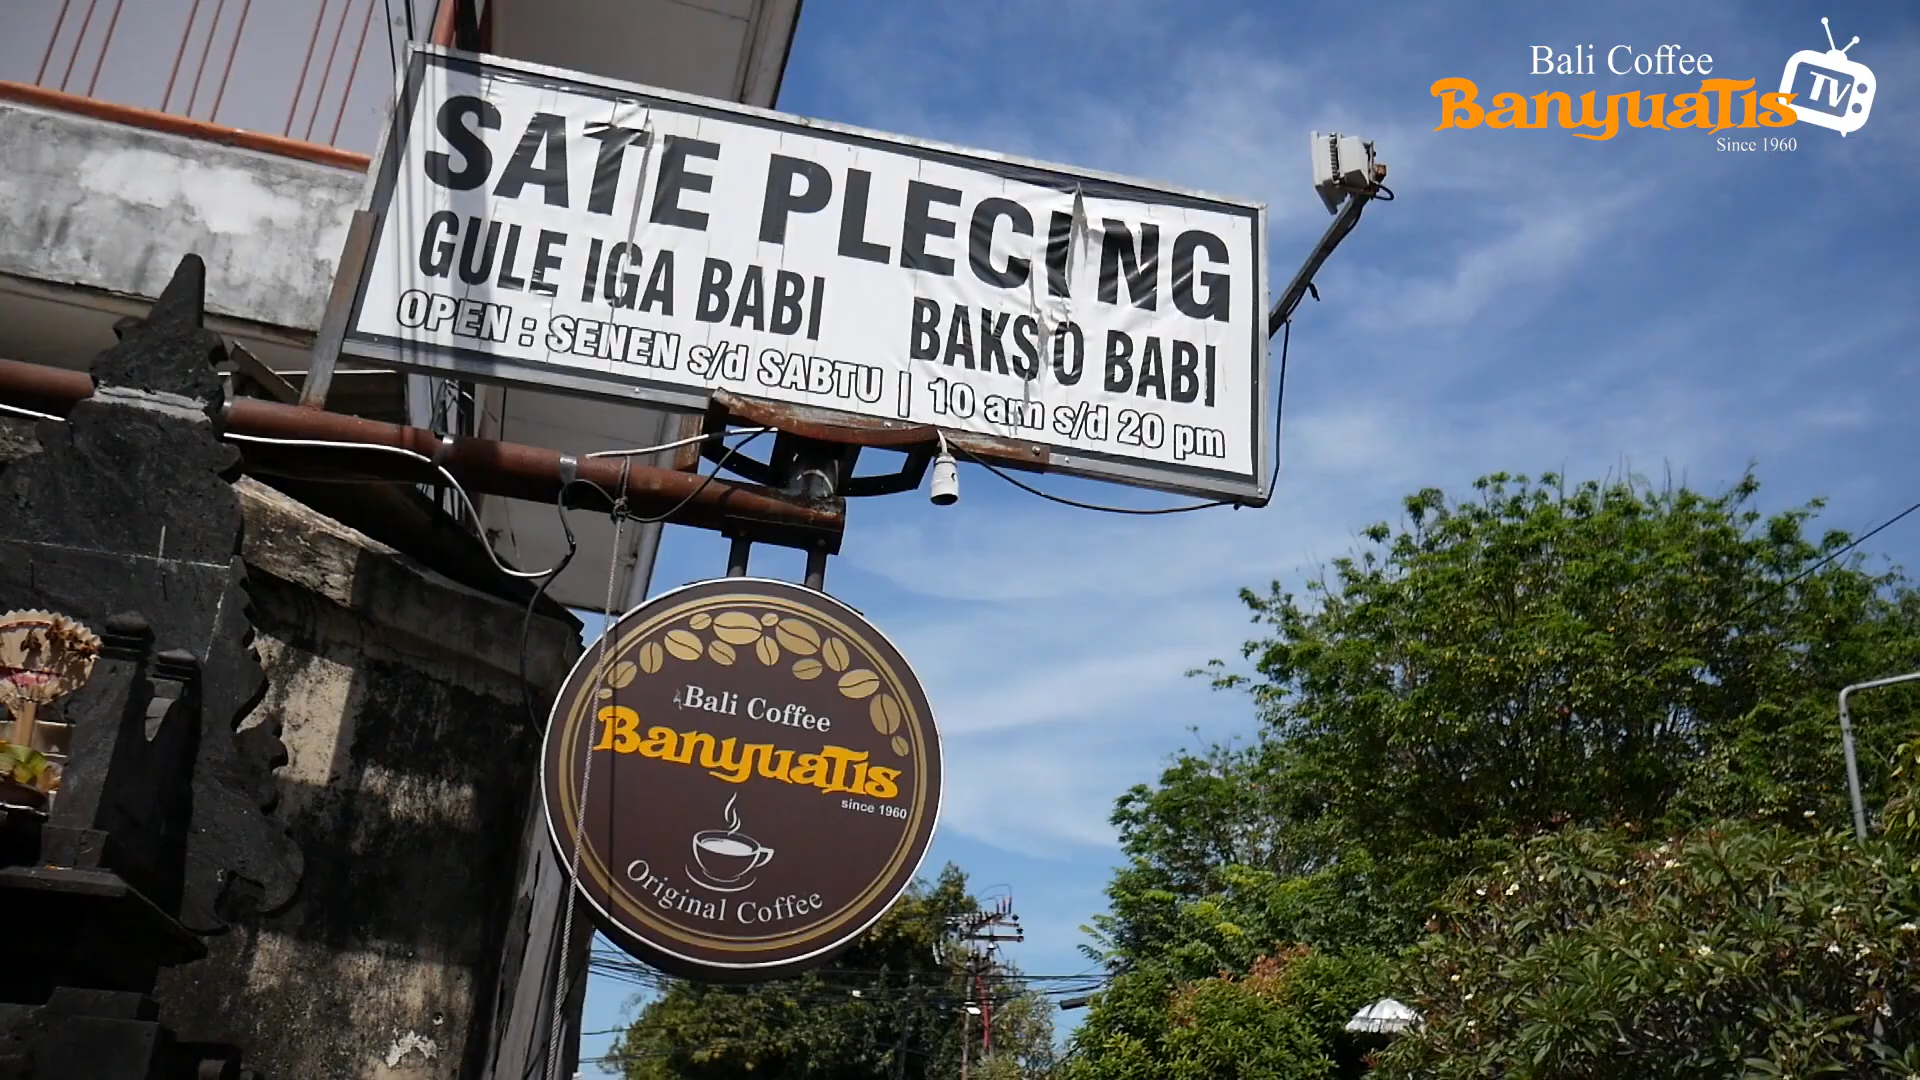 Bali Coffee
Banyuatis
TV
Since 1960
SATE PLECING
GULE IGA BABI BAKSO BABI
OPEN : SENEN s/d SABTU | 10 am s/d 20 pm
Bali Coffee
Banyuatis
since 1960
Original Coffee